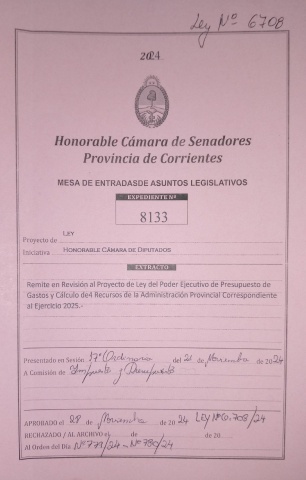 Ley Nº 6708
2024
Honorable Cámara de Senadores
Provincia de Corrientes
MESA DE ENTRADASDE ASUNTOS LEGISLATIVOS
EXPEDIENTE Nº
8133
Proyecto de LEY
Iniciativa HONORABLE CÁMARA DE DIPUTADOS
EXTRACTO
Remite en Revisión al Proyecto de Ley del Poder Ejecutivo de Presupuesto de
Gastos y Cálculo de4 Recursos de la Administración Provincial Correspondiente
al Ejercicio 2025.-
Presentado en Sesión 17º Ordinaria del 21 de Noviembre de 2024
A Comisión de Impuesto y Presupuesto
APROBADO el 28 de Noviembre de 2024 LEY Nº 6.708/24
RECHAZADO / AL ARCHIVO el de de 20
Al Orden del Día Nº 779/24 - Nº 780/24